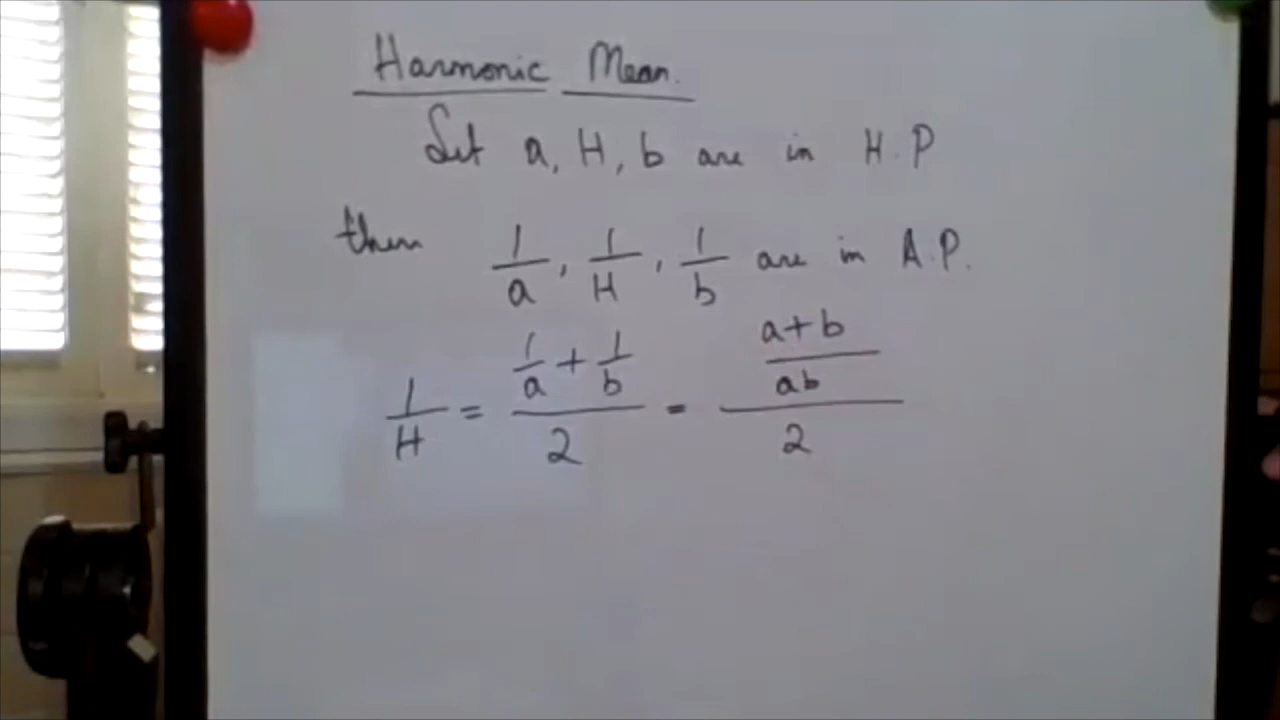 Harmonic Mean.
Let a, H, b are in H.P
then 1/a, 1/H, 1/b are in A.P.
1/H = (1/a + 1/b)/2 = ((a+b)/ab)/2